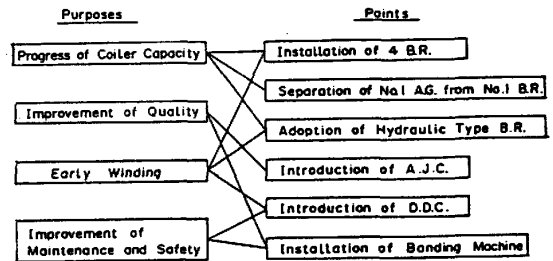 Purposes
Points
Progress of Coiler Capacity
Improvement of Quality
Early Winding
Improvement of
Maintenance and Safety
Installation of 4 B.R.
Separation of No.1 A.G. from No.1 B.R.
Adoption of Hydraulic Type B.R.
Introduction of A.J.C.
Introduction of D.D.C.
Installation of Banding Machine